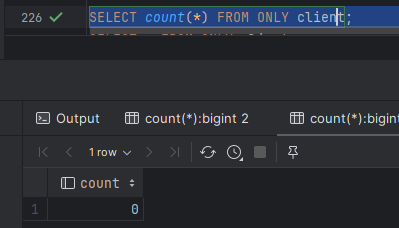 226 SELECT count(*) FROM ONLY client;
Output count(*):bigint 2 count(*):bigint
1 row
count
1 0